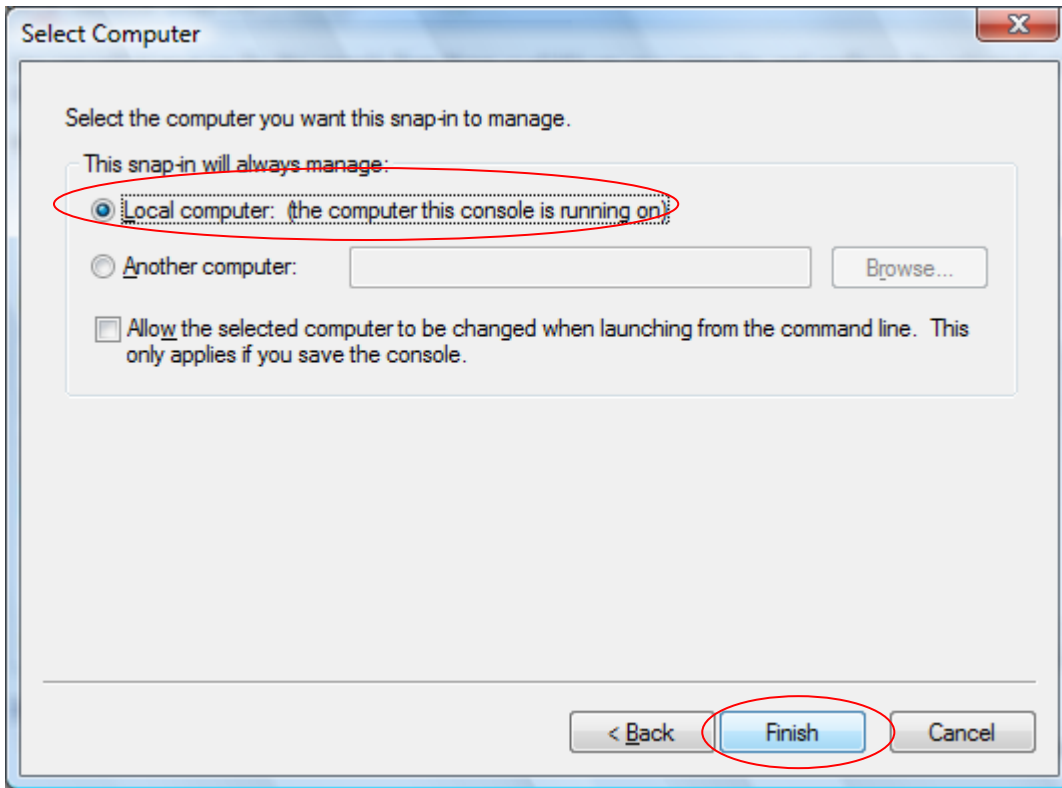 Select Computer
Select the computer you want this snap-in to manage.
This snap-in will always manage:
Local computer:  (the computer this console is running on)
Another computer:
Browse...
Allow the selected computer to be changed when launching from the command line.  This
only applies if you save the console.
< Back
Finish
Cancel